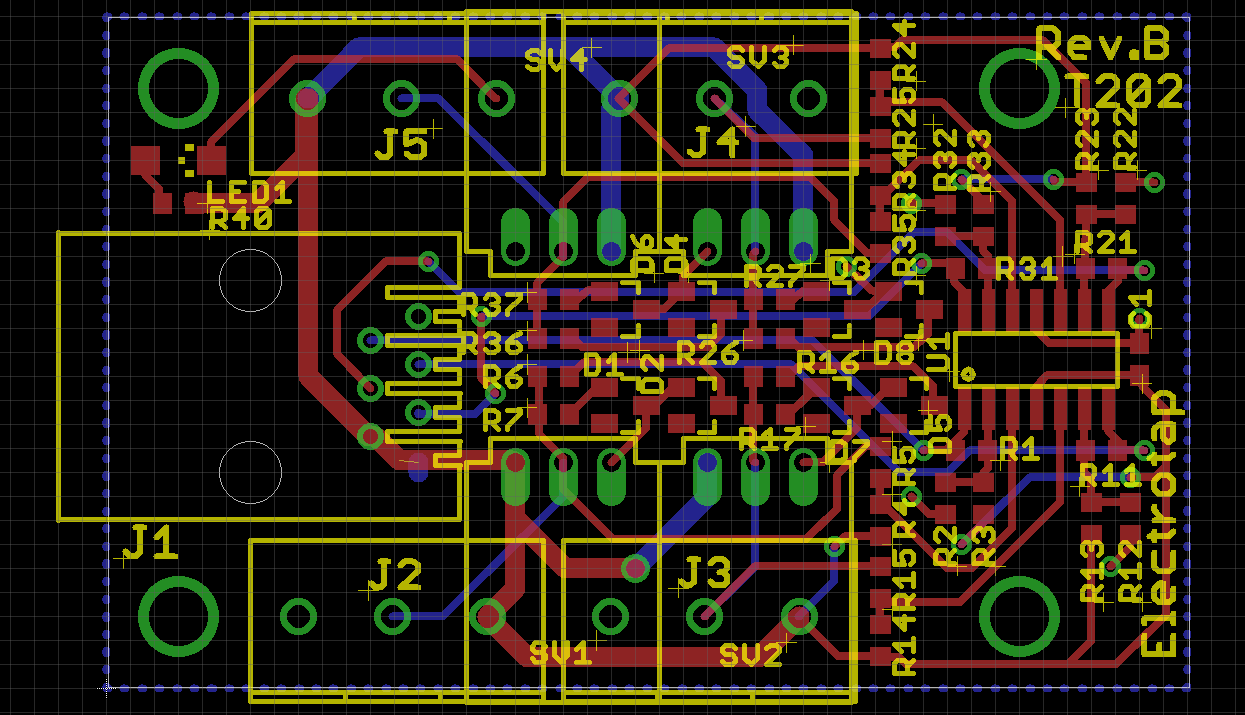 Rev.B
T202
SV4
SV3
R24
R25
J5
J4
R34
R32
R33
R23
R22
LED1
R40
R35
R21
D6
D4
R27
D3
R31
R37
C1
R36
U1
D1
D2
R26
R16
D8
R6
R7
R17
D7
D5
R1
R5
R11
J1
R4
R2
R3
J2
J3
R15
R13
R12
Electrotap
SV1
SV2
R14